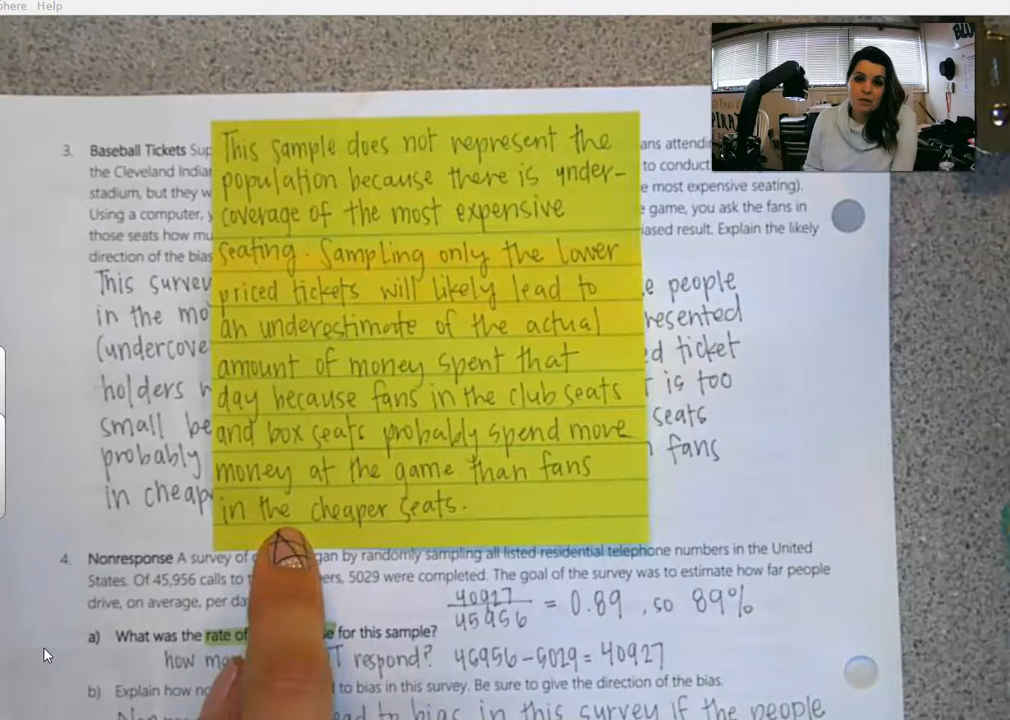 Help
3. Baseball Tickets ans attendi
the Cleveland India to conduct
stadium, but they w most expensive seating).
Using a computer, game, you ask the fans in
those seats how mu iased result. Explain the likely
direction of the bias
This sample does not represent the
population because there is under-
coverage of the most expensive
seating. Sampling only the lower
priced tickets will likely lead to
an underestimate of the actual
amount of money spent that
day because fans in the club seats
and box seats probably spend more
money at the game than fans
in the cheaper seats.
This survey people
in the mo resented
(undercove ticket
holders is too
small be seats
probably fans
in cheap
4. Nonresponse A survey of gan by randomly sampling all listed residential telephone numbers in the United
States. Of 45,956 calls to ers, 5029 were completed. The goal of the survey was to estimate how far people
drive, on average, per da
40927
45956 = 0.89, so 89%
a) What was the rate of for this sample?
how respond? 45956-5029=40927
b) Explain how to bias in this survey. Be sure to give the direction of the bias.
to bias in this survey if the people